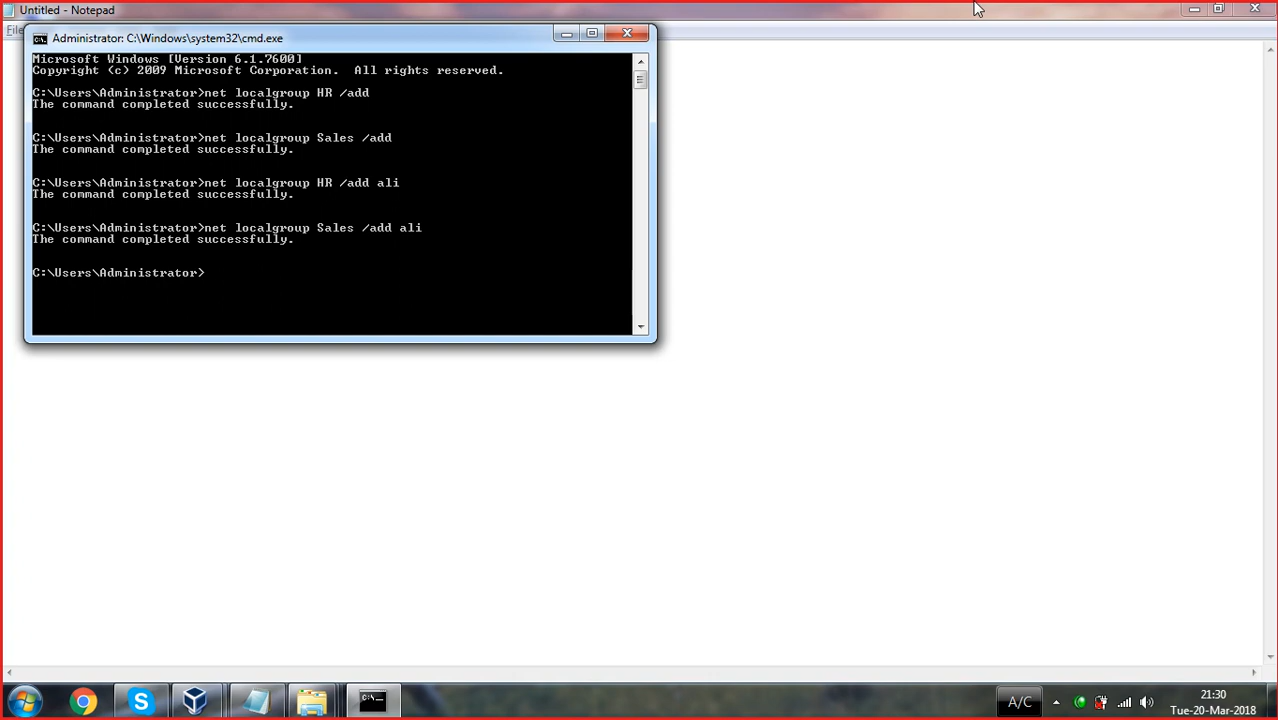 Untitled - Notepad
File
Administrator: C:\Windows\system32\cmd.exe
Microsoft Windows [Version 6.1.7600]
Copyright (c) 2009 Microsoft Corporation.  All rights reserved.
C:\Users\Administrator>net localgroup HR /add
The command completed successfully.
C:\Users\Administrator>net localgroup Sales /add
The command completed successfully.
C:\Users\Administrator>net localgroup HR /add ali
The command completed successfully.
C:\Users\Administrator>net localgroup Sales /add ali
The command completed successfully.
C:\Users\Administrator>
A/C
21:30
Tue-20-Mar-2018